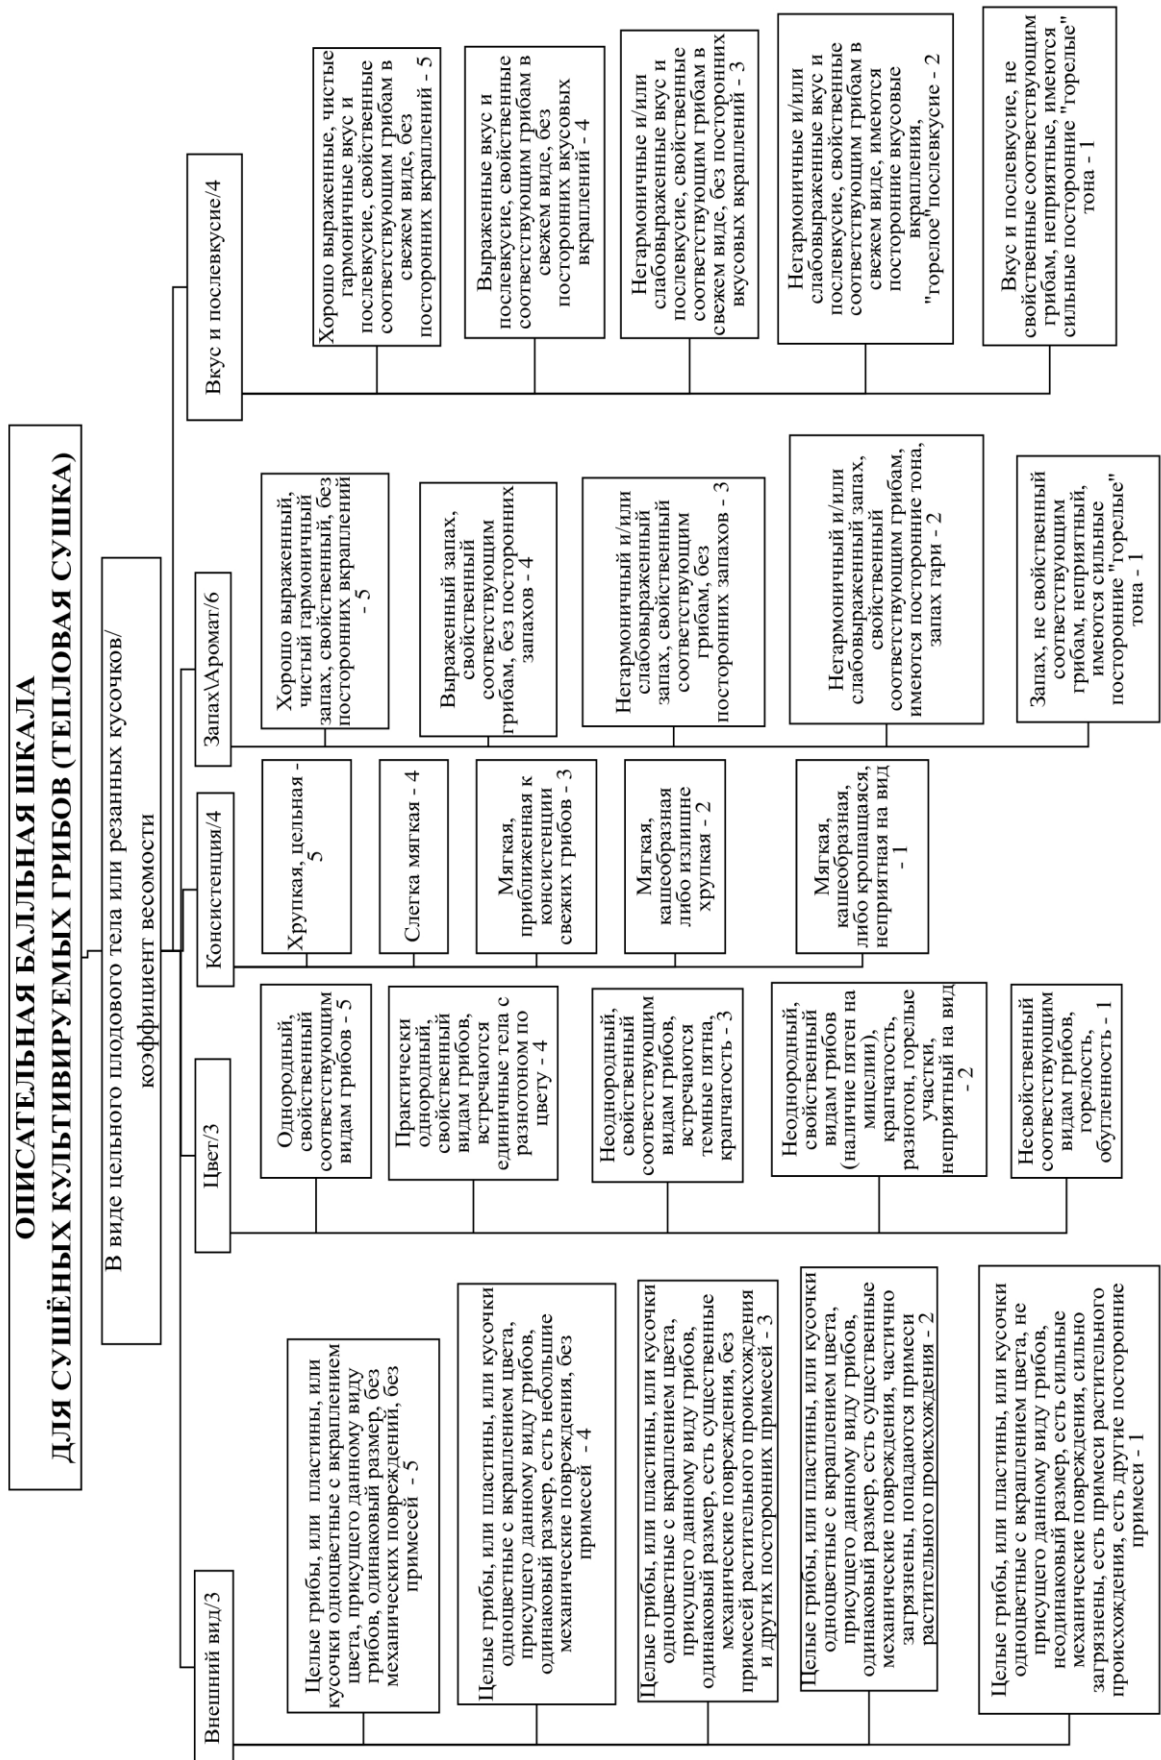 ОПИСАТЕЛЬНАЯ БАЛЛЬНАЯ ШКАЛА
ДЛЯ СУШЁНЫХ КУЛЬТИВИРУЕМЫХ ГРИБОВ (ТЕПЛОВАЯ СУШКА)
В виде цельного плодового тела или резанных кусочков/
коэффициент весомости
Внешний вид/3
Целые грибы, или пластины, или
кусочки одноцветные с вкраплением
цвета, присущего данному виду
грибов, одинаковый размер, без
механических повреждений, без
примесей - 5
Целые грибы, или пластины, или кусочки
одноцветные с вкраплением цвета,
присущего данному виду грибов,
одинаковый размер, есть небольшие
механические повреждения, без
примесей - 4
Целые грибы, или пластины, или кусочки
одноцветные с вкраплением цвета,
присущего данному виду грибов,
одинаковый размер, есть существенные
механические повреждения, без
примесей растительного происхождения
и других посторонних примесей - 3
Целые грибы, или пластины, или кусочки
одноцветные с вкраплением цвета,
присущего данному виду грибов,
одинаковый размер, есть существенные
механические повреждения, частично
загрязнены, попадаются примеси
растительного происхождения - 2
Целые грибы, или пластины, или кусочки
одноцветные с вкраплением цвета, не
присущего данному виду грибов,
неодинаковый размер, есть сильные
механические повреждения, сильно
загрязнены, есть примеси растительного
происхождения, есть другие посторонние
примеси - 1
Цвет/3
Однородный,
свойственный
соответствующим
видам грибов - 5
Практически
однородный,
свойственный
видам грибов,
встречаются
единичные тела с
разнотоном по
цвету - 4
Неоднородный,
свойственный
соответствующим
видам грибов,
встречаются
темные пятна,
крапчатость - 3
Неоднородный,
свойственный
видам грибов
(наличие пятен на
мицелии),
крапчатость,
разнотон, горелые
участки,
неприятный на вид
- 2
Несвойственный
соответствующим
видам грибов,
горелость,
обугленность - 1
Консистенция/4
Хрупкая, цельная -
5
Слегка мягкая - 4
Мягкая,
приближенная к
консистенции
свежих грибов - 3
Мягкая,
кашеобразная
либо излишне
хрупкая - 2
Мягкая,
кашеобразная,
либо крошащаяся,
неприятная на вид
- 1
Запах\Аромат/6
Хорошо выраженный,
чистый гармоничный
запах, свойственный, без
посторонних вкраплений
- 5
Выраженный запах,
свойственный
соответствующим
грибам, без посторонних
запахов - 4
Негармоничный и/или
слабовыраженный
запах, свойственный
соответствующим
грибам, без
посторонних запахов - 3
Негармоничный и/или
слабовыраженный запах,
свойственный
соответствующим грибам,
имеются посторонние тона,
запах гари - 2
Запах, не свойственный
соответствующим
грибам, неприятный,
имеются сильные
посторонние "горелые"
тона - 1
Вкус и послевкусие/4
Хорошо выраженные, чистые
гармоничные вкус и
послевкусие, свойственные
соответствующим грибам в
свежем виде, без
посторонних вкраплений - 5
Выраженные вкус и
послевкусие, свойственные
соответствующим грибам в
свежем виде, без
посторонних вкусовых
вкраплений - 4
Негармоничные и/или
слабовыраженные вкус и
послевкусие, свойственные
соответствующим грибам в
свежем виде, без посторонних
вкусовых вкраплений - 3
Негармоничные и/или
слабовыраженные вкус и
послевкусие, свойственные
соответствующим грибам в
свежем виде, имеются
посторонние вкусовые
вкрапления,
"горелое"послевкусие - 2
Вкус и послевкусие, не
свойственные соответствующим
грибам, неприятные, имеются
сильные посторонние "горелые"
тона - 1